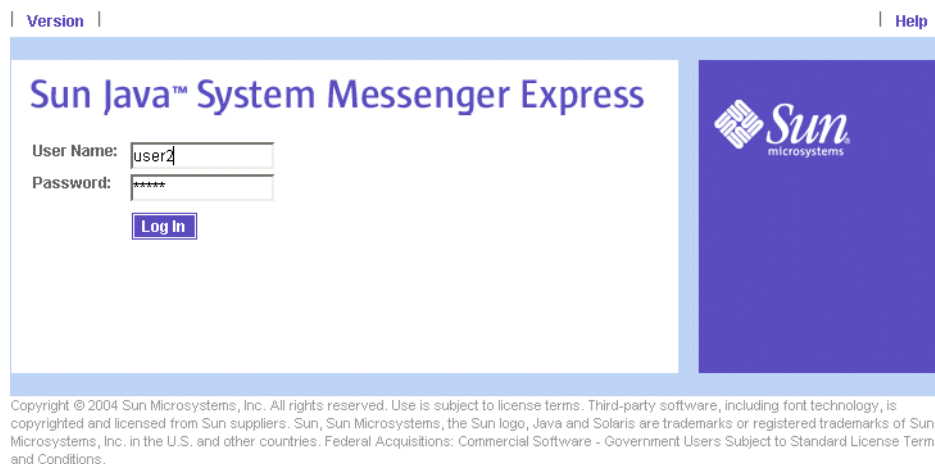 | Version |
| Help
Sun Java™ System Messenger Express
Sun
microsystems
User Name: user2
Password: *****
Log In
Copyright © 2004 Sun Microsystems, Inc. All rights reserved. Use is subject to license terms. Third-party software, including font technology, is
copyrighted and licensed from Sun suppliers. Sun, Sun Microsystems, the Sun logo, Java and Solaris are trademarks or registered trademarks of Sun
Microsystems, Inc. in the U.S. and other countries. Federal Acquisitions: Commercial Software - Government Users Subject to Standard License Term
and Conditions.